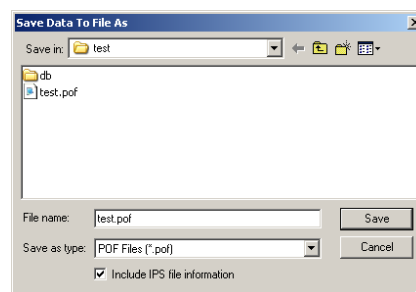 Save Data To File As
Save in: test
db
test.pof
File name: test.pof Save
Save as type: POF Files (*.pof) Cancel
Include IPS file information